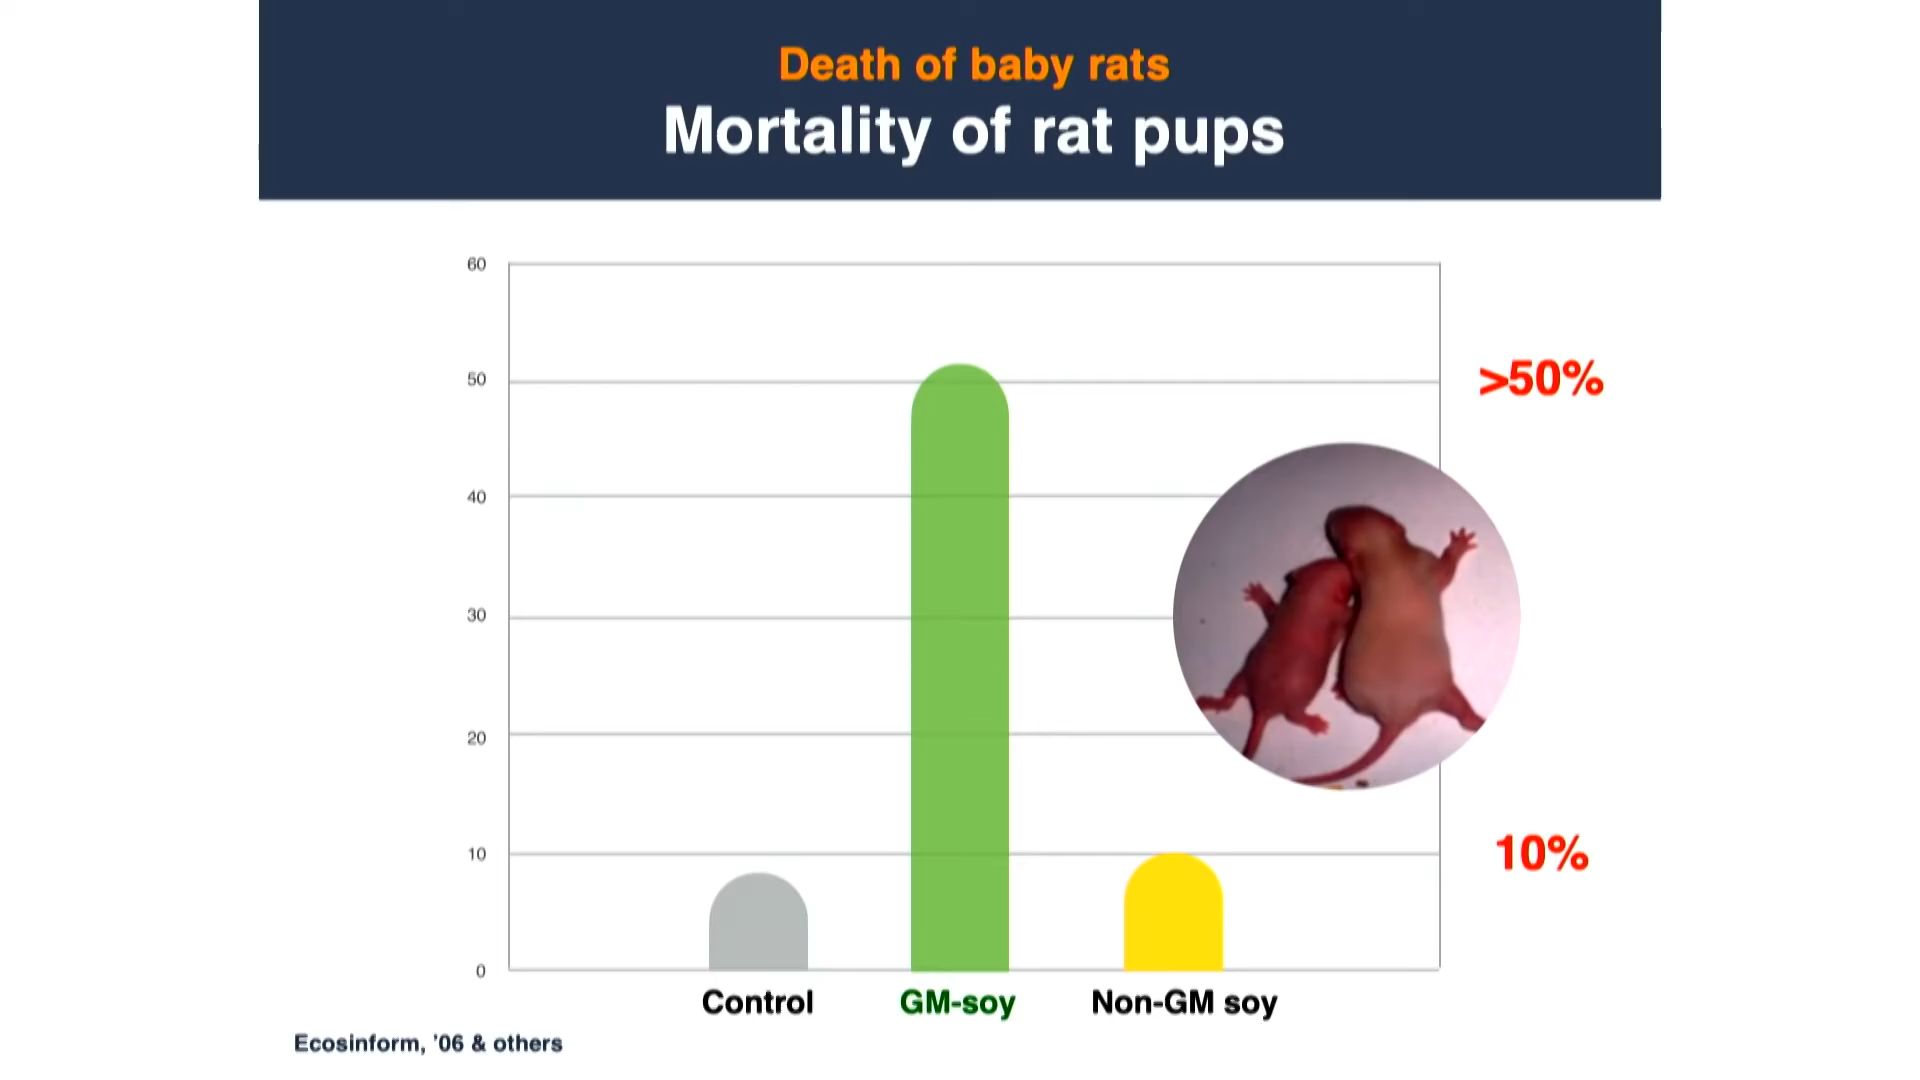 Death of baby rats
Mortality of rat pups
60
50
40
30
20
10
0
>50%
10%
Control
GM-soy
Non-GM soy
Ecosinform, '06 & others